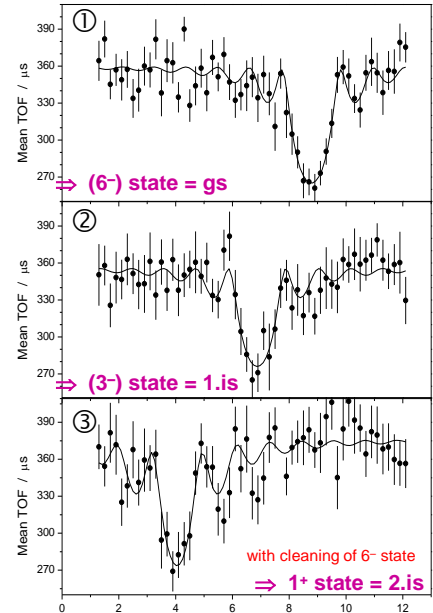 ①
390
360
330
300
270
Mean TOF / μs
⇒ (6⁻) state = gs
②
390
360
330
300
270
Mean TOF / μs
⇒ (3⁻) state = 1.is
③
390
360
330
300
270
Mean TOF / μs
with cleaning of 6⁻ state
⇒ 1⁺ state = 2.is
0 2 4 6 8 10 12